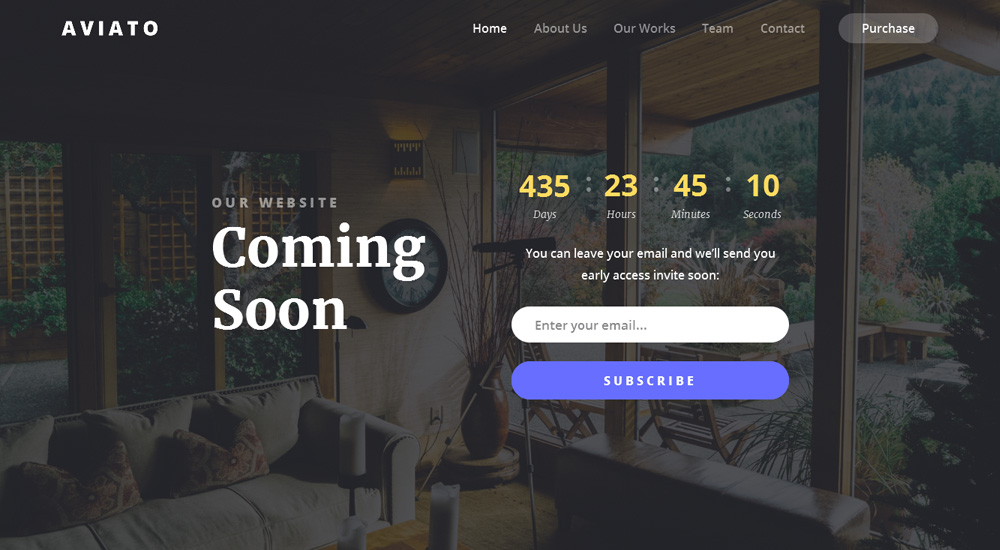 AVIATO
Home About Us Our Works Team Contact Purchase
OUR WEBSITE
Coming
Soon
435 : 23 : 45 : 10
Days Hours Minutes Seconds
You can leave your email and we'll send you
early access invite soon:
Enter your email...
SUBSCRIBE